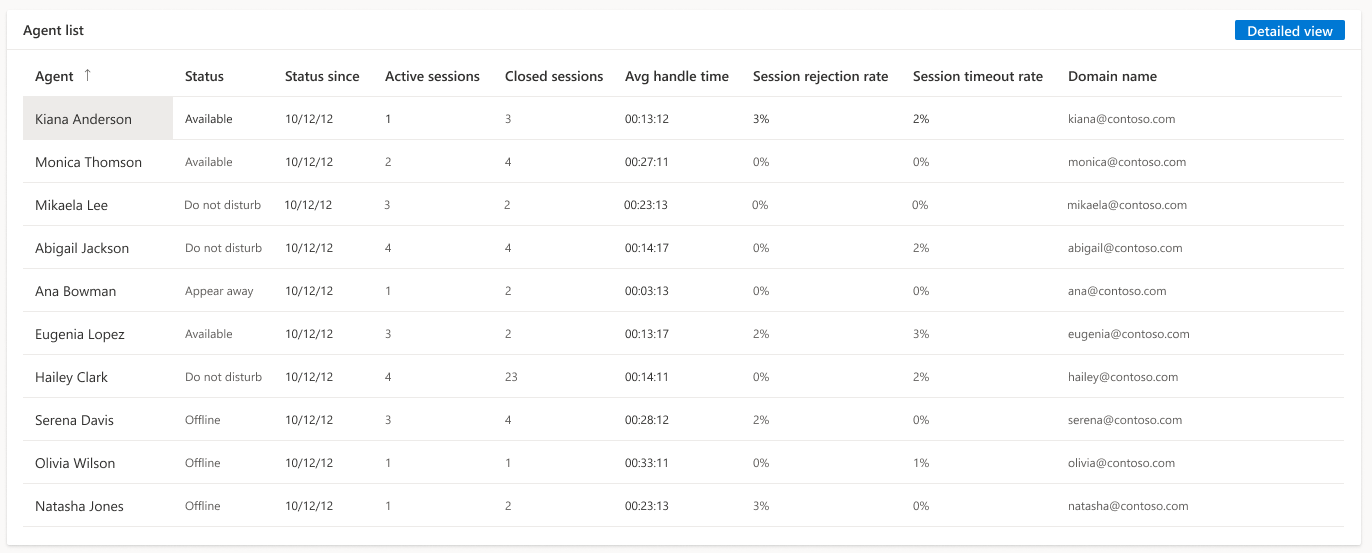 Agent list Detailed view
Agent ↑ Status Status since Active sessions Closed sessions Avg handle time Session rejection rate Session timeout rate Domain name
Kiana Anderson Available 10/12/12 1 3 00:13:12 3% 2% kiana@contoso.com
Monica Thomson Available 10/12/12 2 4 00:27:11 0% 0% monica@contoso.com
Mikaela Lee Do not disturb 10/12/12 3 2 00:23:13 0% 0% mikaela@contoso.com
Abigail Jackson Do not disturb 10/12/12 4 4 00:14:17 0% 2% abigail@contoso.com
Ana Bowman Appear away 10/12/12 1 2 00:03:13 0% 0% ana@contoso.com
Eugenia Lopez Available 10/12/12 3 2 00:13:17 2% 3% eugenia@contoso.com
Hailey Clark Do not disturb 10/12/12 4 23 00:14:11 0% 2% hailey@contoso.com
Serena Davis Offline 10/12/12 3 4 00:28:12 2% 0% serena@contoso.com
Olivia Wilson Offline 10/12/12 1 1 00:33:11 0% 1% olivia@contoso.com
Natasha Jones Offline 10/12/12 1 2 00:23:13 3% 0% natasha@contoso.com